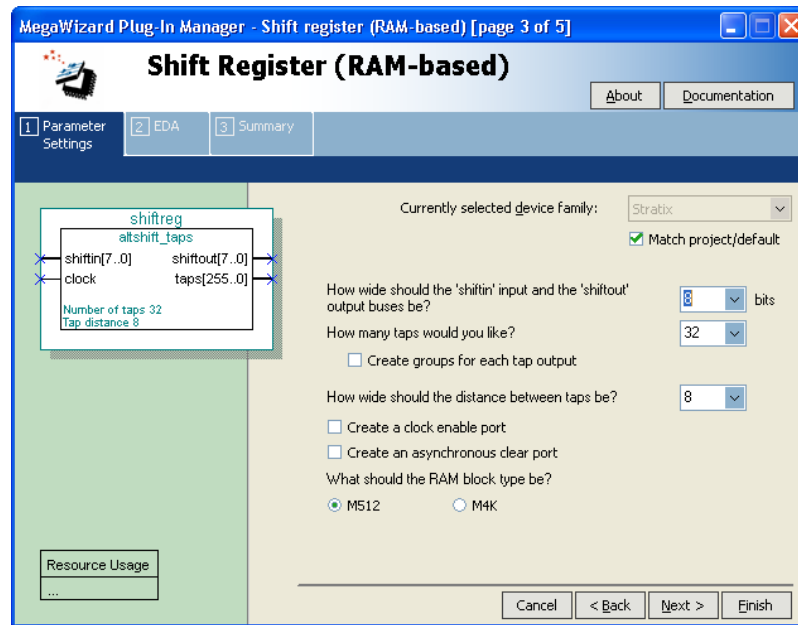 MegaWizard Plug-In Manager - Shift register (RAM-based) [page 3 of 5]
Shift Register (RAM-based)
About
Documentation
1 Parameter Settings
2 EDA
3 Summary
shiftreg
altshift_taps
shiftin[7..0] shiftout[7..0]
clock taps[255..0]
Number of taps 32
Tap distance 8
Resource Usage
...
Currently selected device family: Stratix
Match project/default
How wide should the 'shiftin' input and the 'shiftout'
output buses be? 8 bits
How many taps would you like? 32
Create groups for each tap output
How wide should the distance between taps be? 8
Create a clock enable port
Create an asynchronous clear port
What should the RAM block type be?
M512 M4K
Cancel < Back Next > Finish